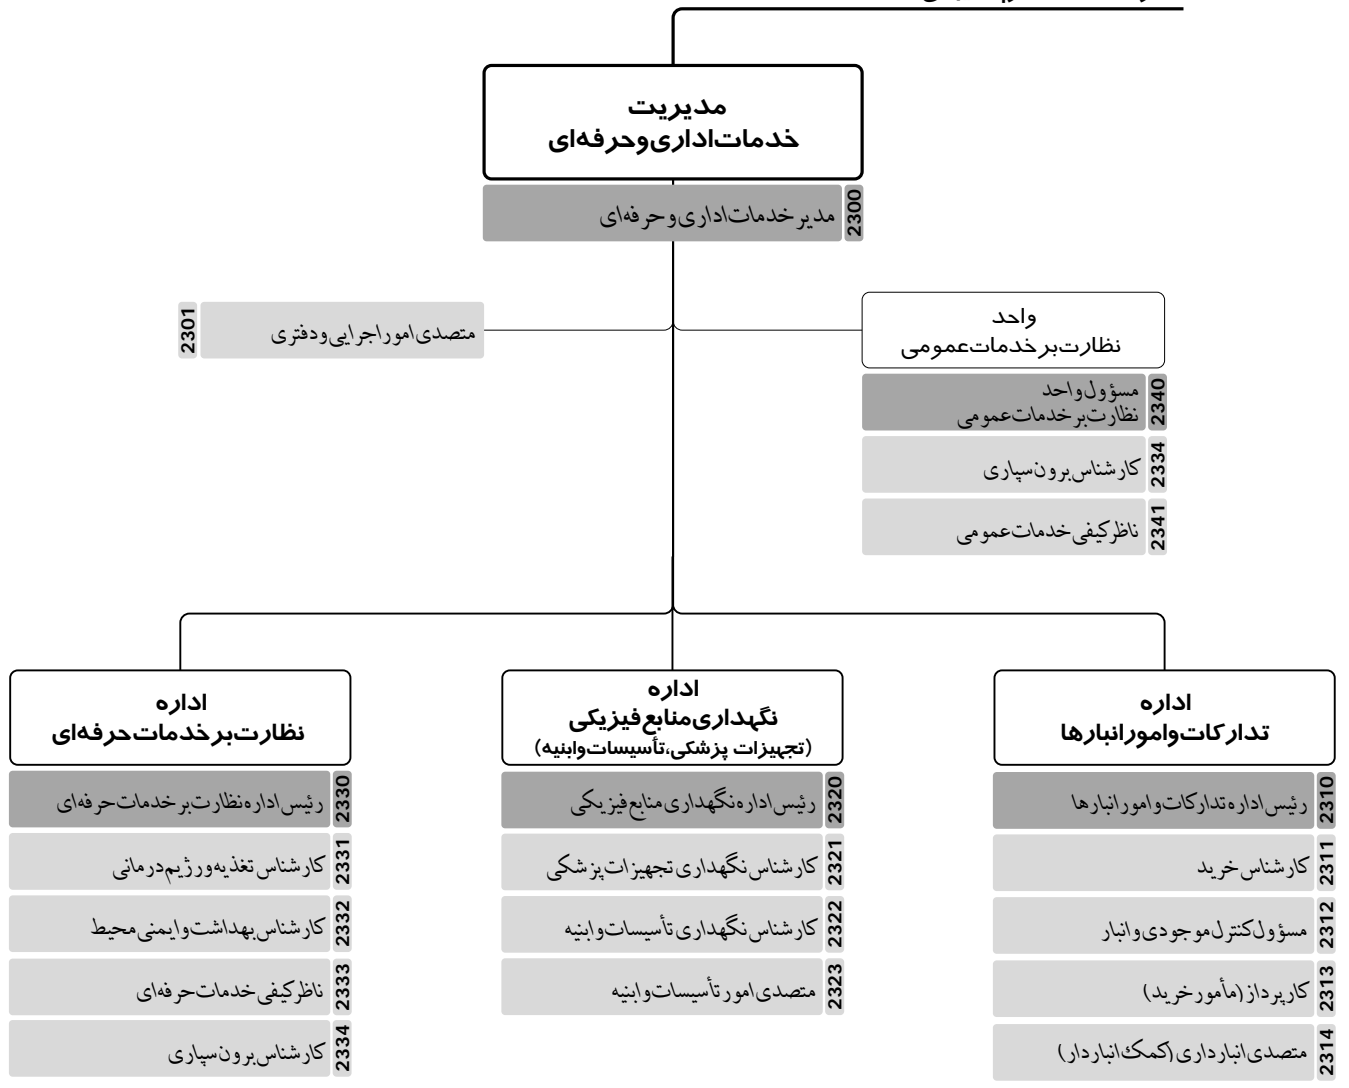 مدیریت
خدمات اداری و حرفه‌ای
2300
مدیر خدمات اداری و حرفه‌ای
واحد
نظارت بر خدمات عمومی
2340
مسؤول واحد
نظارت بر خدمات عمومی
2334
کارشناس برون‌سپاری
2341
ناظر کیفی خدمات عمومی
متصدی امور اجرایی و دفتری
2301
اداره
تدارکات و امور انبارها
2310
رئیس اداره تدارکات و امور انبارها
2311
کارشناس خرید
2312
مسؤول کنترل موجودی و انبار
2313
کارپرداز (مأمور خرید)
2314
متصدی انبارداری (کمک انباردار)
اداره
نگهداری منابع فیزیکی
(تجهیزات پزشکی، تأسیسات و ابنیه)
2320
رئیس اداره نگهداری منابع فیزیکی
2321
کارشناس نگهداری تجهیزات پزشکی
2322
کارشناس نگهداری تأسیسات و ابنیه
2323
متصدی امور تأسیسات و ابنیه
اداره
نظارت بر خدمات حرفه‌ای
2330
رئیس اداره نظارت بر خدمات حرفه‌ای
2331
کارشناس تغذیه و رژیم درمانی
2332
کارشناس بهداشت و ایمنی محیط
2333
ناظر کیفی خدمات حرفه‌ای
2334
کارشناس برون‌سپاری